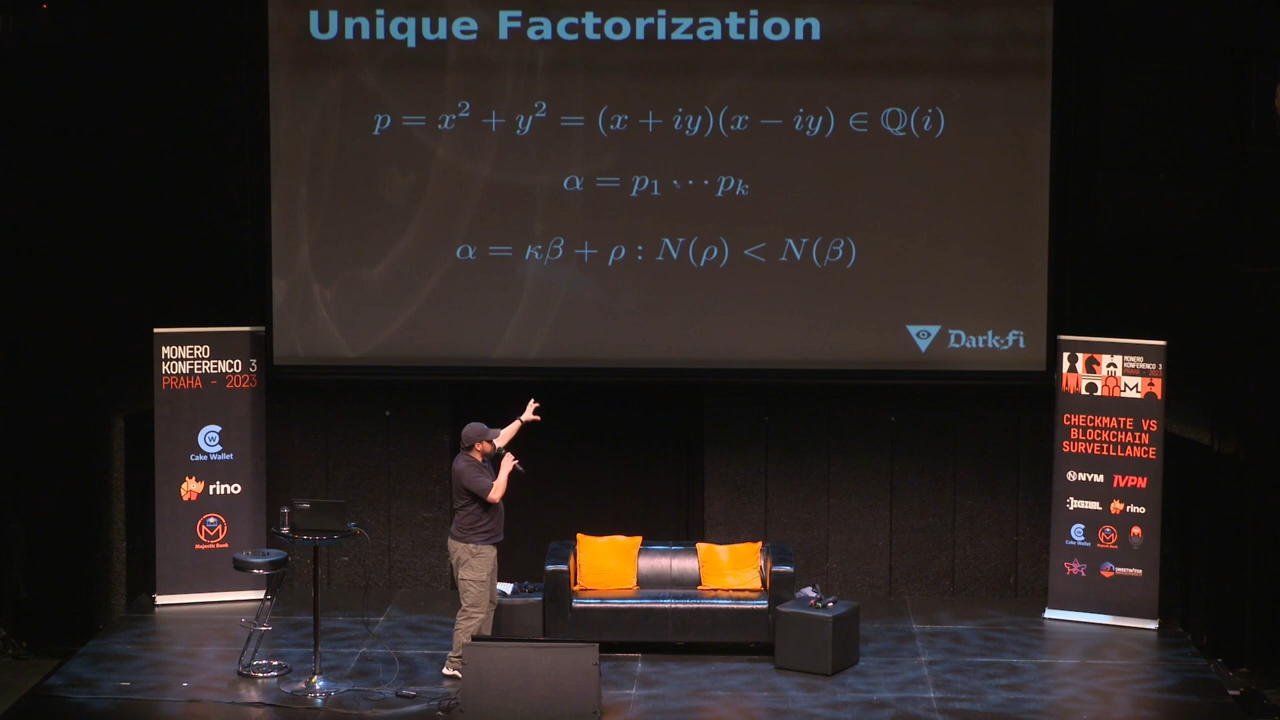 Unique Factorization
p = x² + y² = (x + iy)(x − iy) ∈ ℚ(i)
α = p₁ ⋯ pₖ
α = κβ + ρ : N(ρ) < N(β)
Dark.Fi
MONERO
KONFERENCO 3
PRAHA - 2023
Cake Wallet
rino
Majestic Bank
MONERO
KONFERENCO 3
PRAHA - 2023
CHECKMATE VS
BLOCKCHAIN
SURVEILLANCE
NYM
IVPN
rino
Cake Wallet